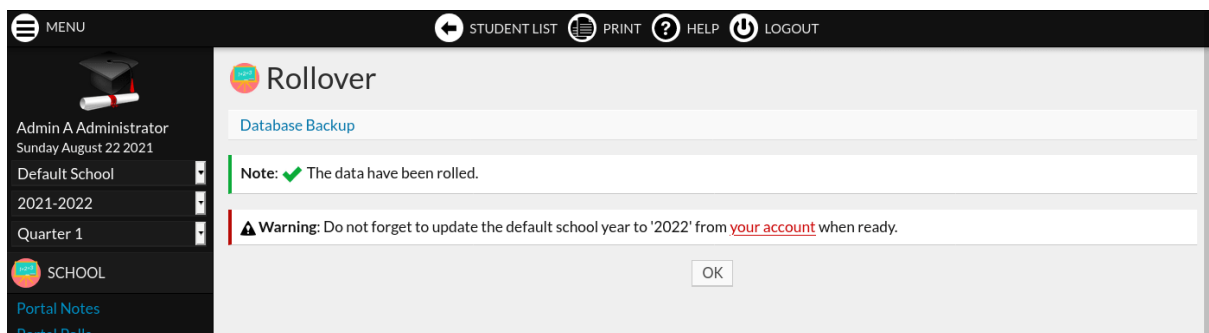 MENU
STUDENT LIST PRINT HELP LOGOUT
Admin A Administrator
Sunday August 22 2021
Default School
2021-2022
Quarter 1
SCHOOL
Portal Notes
Rollover
Database Backup
Note: The data have been rolled.
Warning: Do not forget to update the default school year to '2022' from your account when ready.
OK